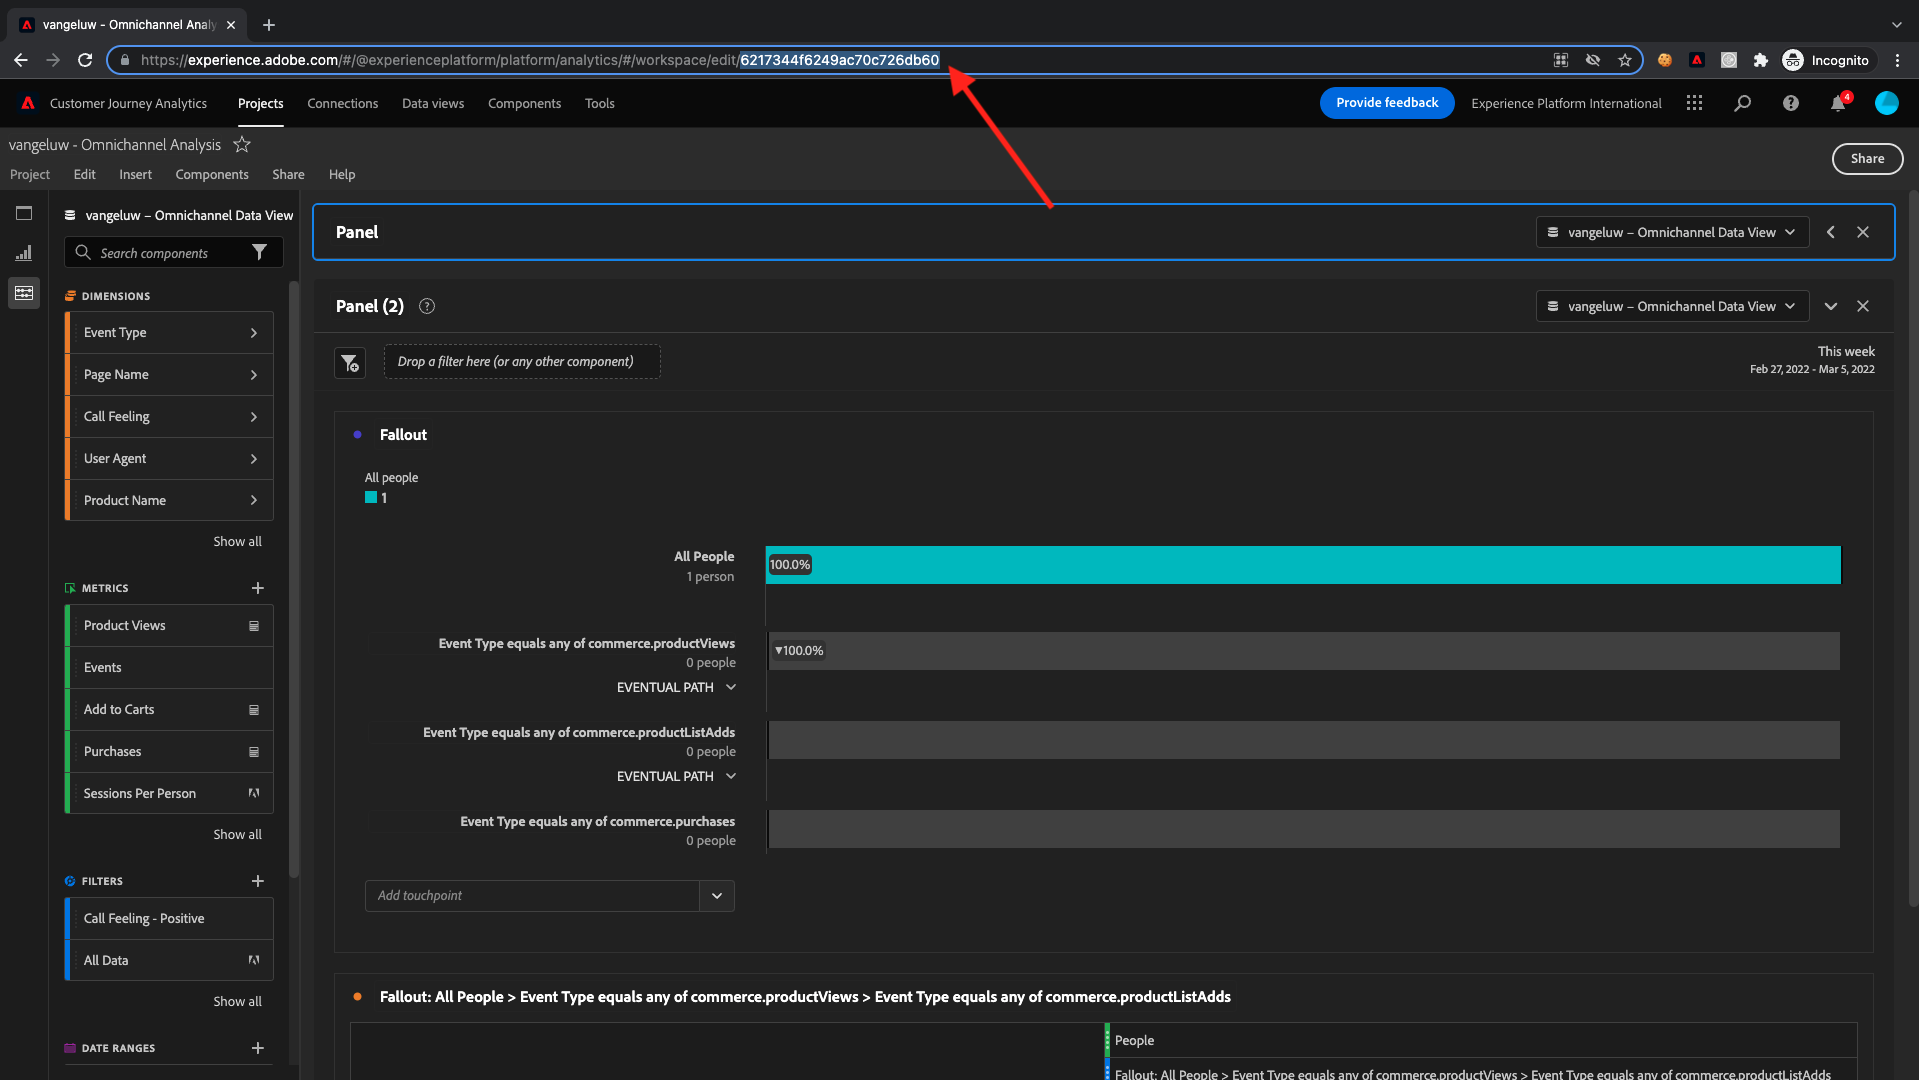 vangeluw - Omnichannel Analy
https://experience.adobe.com/#/@experienceplatform/platform/analytics/#/workspace/edit/6217344f6249ac70c726db60
Incognito
Customer Journey Analytics
Projects
Connections
Data views
Components
Tools
Provide feedback
Experience Platform International
4
vangeluw - Omnichannel Analysis
Project
Edit
Insert
Components
Share
Help
Share
vangeluw – Omnichannel Data View
Search components
DIMENSIONS
Event Type
Page Name
Call Feeling
User Agent
Product Name
Show all
METRICS
Product Views
Events
Add to Carts
Purchases
Sessions Per Person
Show all
FILTERS
Call Feeling - Positive
All Data
Show all
DATE RANGES
Panel
vangeluw – Omnichannel Data View
Panel (2)
vangeluw – Omnichannel Data View
Drop a filter here (or any other component)
This week
Feb 27, 2022 - Mar 5, 2022
Fallout
All people
1
All People
1 person
100.0%
Event Type equals any of commerce.productViews
0 people
▼100.0%
EVENTUAL PATH
Event Type equals any of commerce.productListAdds
0 people
EVENTUAL PATH
Event Type equals any of commerce.purchases
0 people
Add touchpoint
Fallout: All People > Event Type equals any of commerce.productViews > Event Type equals any of commerce.productListAdds
People
Fallout: All People > Event Type equals any of commerce.productViews > Event Type equals any of commerce.productListAdds